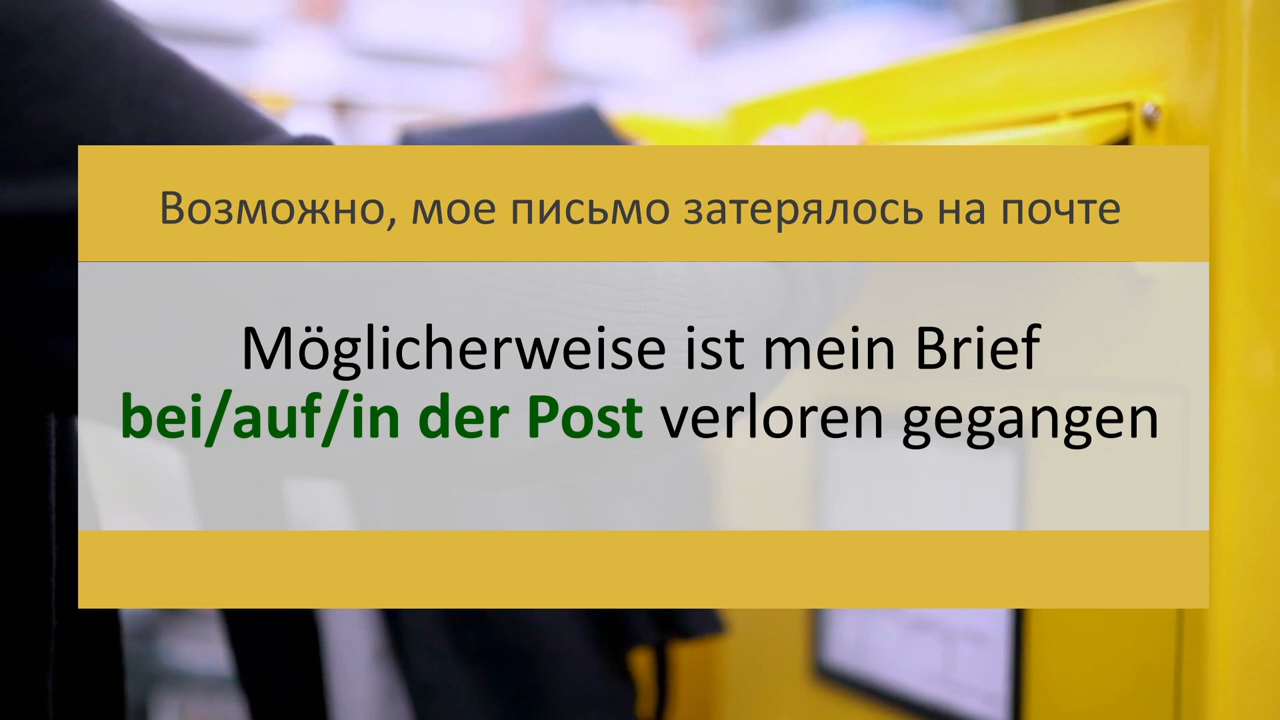 Возможно, мое письмо затерялось на почте
Möglicherweise ist mein Brief
bei/auf/in der Post verloren gegangen